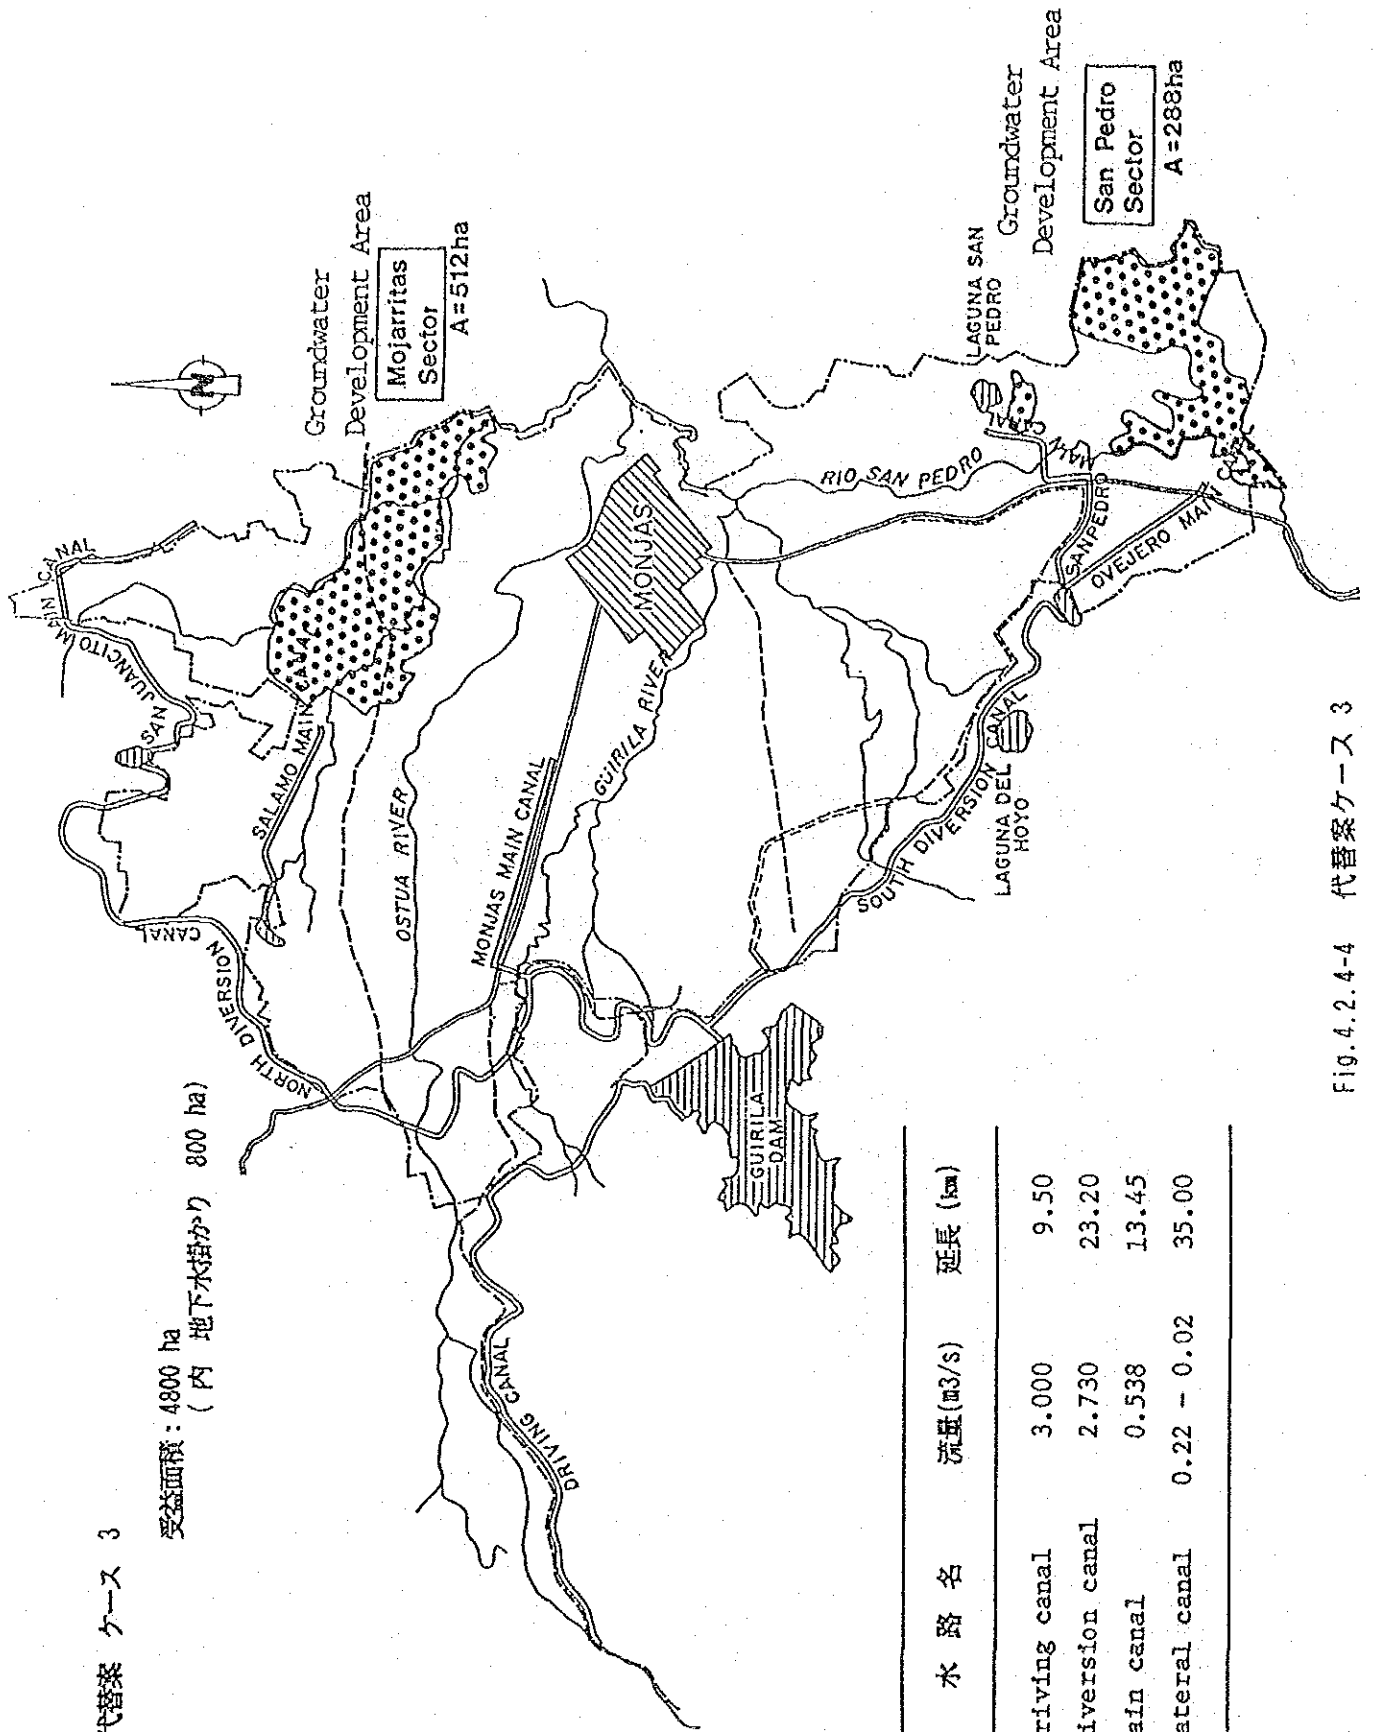 代替案 ケース 3
受益面積 : 4800 ha
( 内 地下水掛かり 800 ha)
N
Groundwater
Development Area
Mojarritas
Sector
A=512ha
SAN JUANCITO MAIN CANAL
SALAMO MAIN CANAL
NORTH DIVERSION CANAL
OSTUA RIVER
MONJAS MAIN CANAL
MONJAS
GUIRILA RIVER
DRIVING CANAL
GUIRILA
DAM
RIO SAN PEDRO
LAGUNA SAN
PEDRO
Groundwater
Development Area
San Pedro
Sector
A=288ha
SANPEDRO
OVEJERO MAIN
SOUTH DIVERSION CANAL
LAGUNA DEL
HOYO
水 路 名 流量(m3/s) 延長 (km)
riving canal 3.000 9.50
iversion canal 2.730 23.20
ain canal 0.538 13.45
ateral canal 0.22 - 0.02 35.00
Fig.4.2.4-4 代替案ケース 3